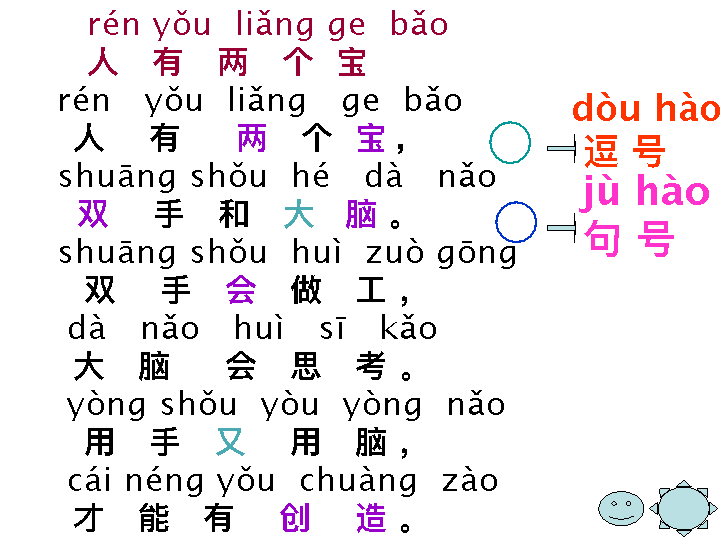 rén yǒu liǎng ge bǎo
人 有 两 个 宝
rén yǒu liǎng ge bǎo
人 有 两 个 宝，
shuāng shǒu hé dà nǎo
双 手 和 大 脑。
shuāng shǒu huì zuò gōng
双 手 会 做 工，
dà nǎo huì sī kǎo
大 脑 会 思 考。
yòng shǒu yòu yòng nǎo
用 手 又 用 脑，
cái néng yǒu chuàng zào
才 能 有 创 造。
dòu hào
逗 号
jù hào
句 号